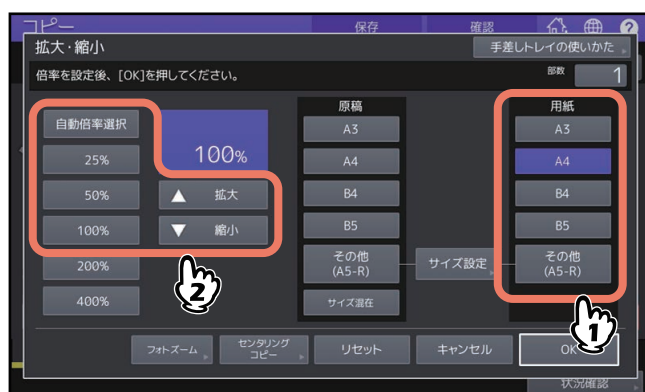 コピー
保存
確認
?
拡大・縮小
手差しトレイの使いかた
倍率を設定後、[OK]を押してください。
部数
1
原稿
用紙
自動倍率選択
100%
A3
A3
25%
A4
A4
50%
▲ 拡大
B4
B4
100%
▼ 縮小
B5
B5
200%
その他
(A5-R)
サイズ設定
その他
(A5-R)
400%
サイズ混在
2
1
フォトズーム
センタリング
コピー
リセット
キャンセル
OK
状況確認